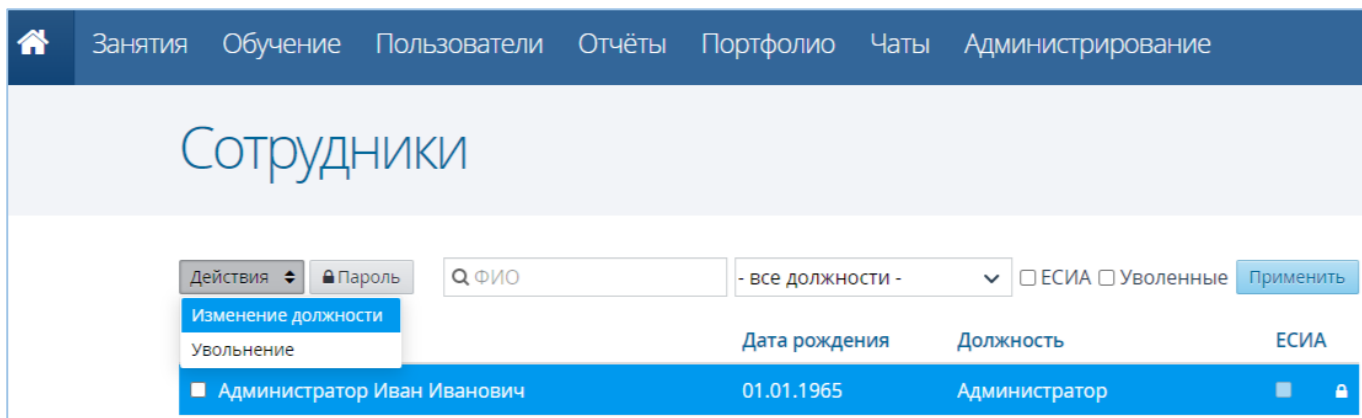 Занятия Обучение Пользователи Отчёты Портфолио Чаты Администрирование
Сотрудники
Действия Пароль ФИО - все должности - ЕСИА Уволенные Применить
Изменение должности
Увольнение
Дата рождения Должность ЕСИА
Администратор Иван Иванович 01.01.1965 Администратор